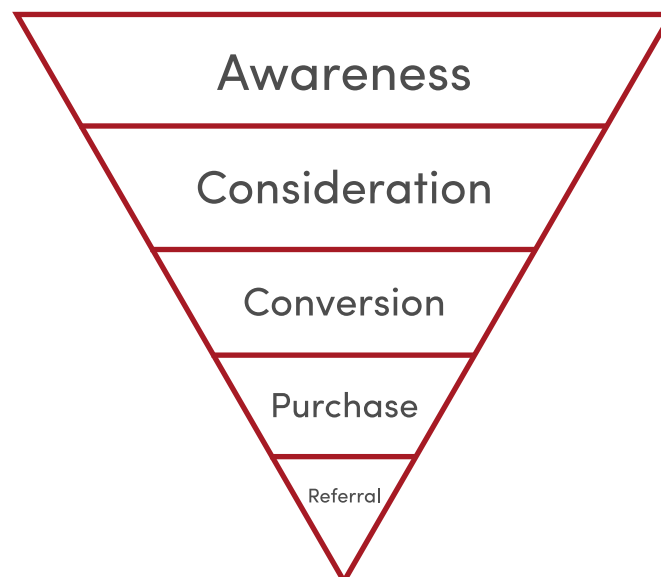 Awareness
Consideration
Conversion
Purchase
Referral